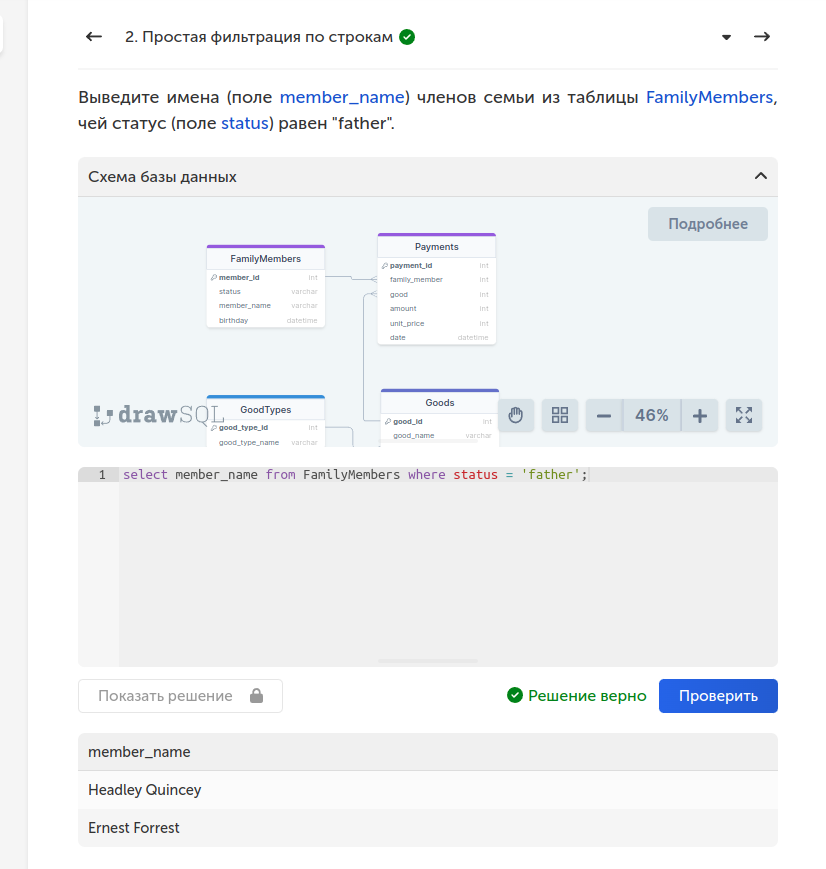 2. Простая фильтрация по строкам
Выведите имена (поле member_name) членов семьи из таблицы FamilyMembers,
чей статус (поле status) равен "father".
Схема базы данных
Подробнее
FamilyMembers
member_id int
status varchar
member_name varchar
birthday datetime
Payments
payment_id int
family_member int
good int
amount int
unit_price int
date datetime
GoodTypes
good_type_id int
good_type_name varchar
Goods
good_id int
good_name varchar
drawSQL
46%
1 select member_name from FamilyMembers where status = 'father';
Показать решение
Решение верно
Проверить
member_name
Headley Quincey
Ernest Forrest